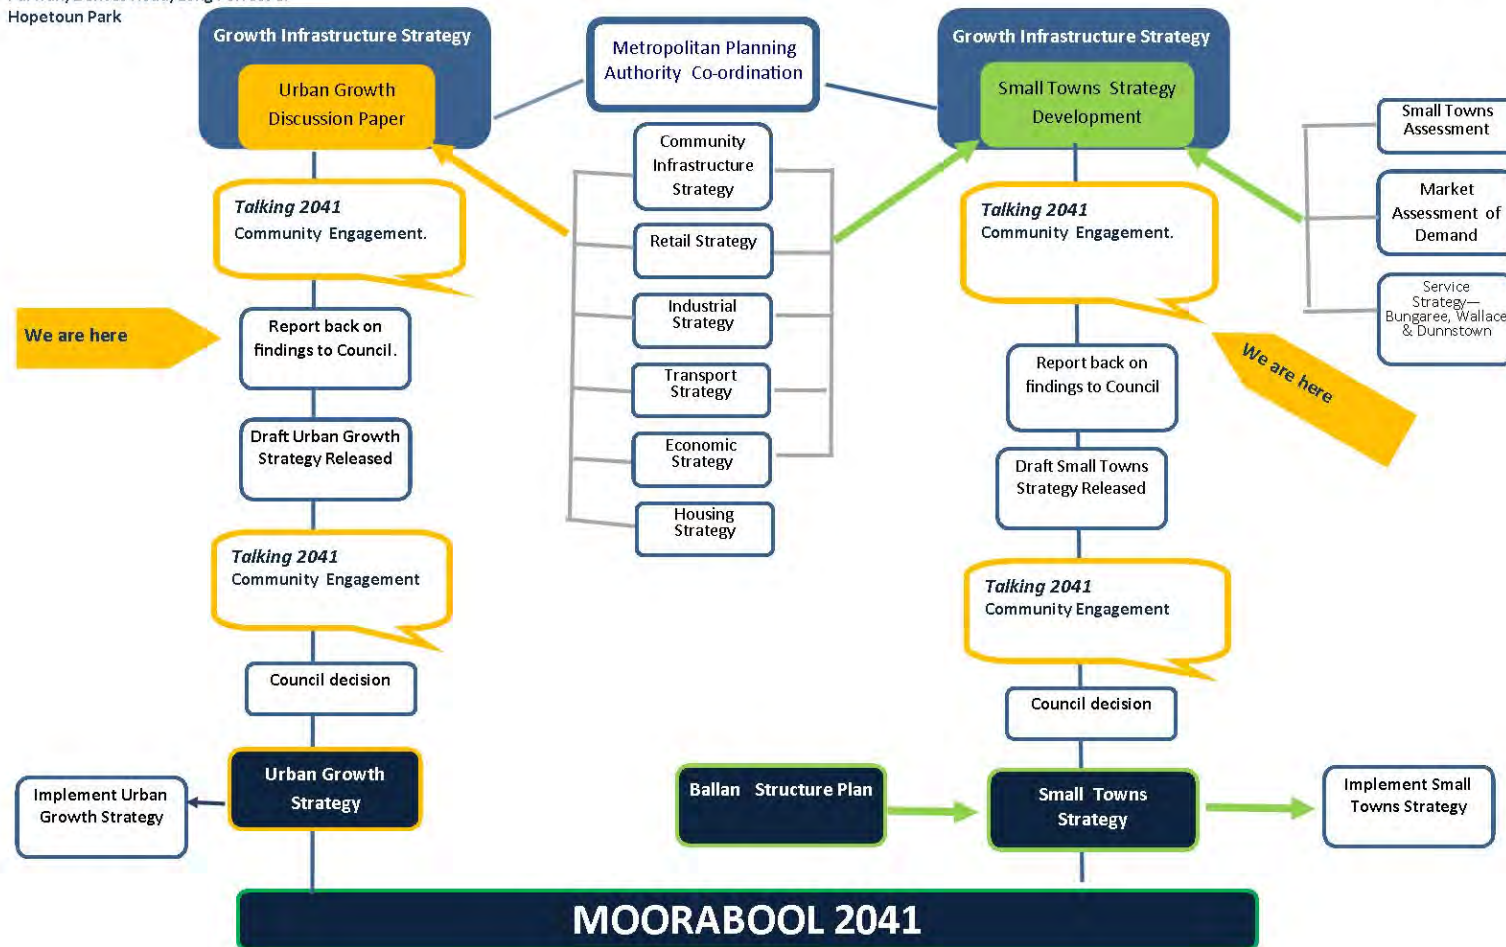 Hopetoun Park
Growth Infrastructure Strategy
Urban Growth
Discussion Paper
Metropolitan Planning
Authority Co-ordination
Growth Infrastructure Strategy
Small Towns Strategy
Development
Small Towns
Assessment
Market
Assessment of
Demand
Service
Strategy—
Bungaree, Wallace
& Dunnstown
Community
Infrastructure
Strategy
Retail Strategy
Industrial
Strategy
Transport
Strategy
Economic
Strategy
Housing
Strategy
Talking 2041
Community Engagement.
We are here
Report back on
findings to Council.
Draft Urban Growth
Strategy Released
Talking 2041
Community Engagement
Council decision
Urban Growth
Strategy
Implement Urban
Growth Strategy
Talking 2041
Community Engagement.
We are here
Report back on
findings to Council
Draft Small Towns
Strategy Released
Talking 2041
Community Engagement
Council decision
Ballan Structure Plan
Small Towns
Strategy
Implement Small
Towns Strategy
MOORABOOL 2041